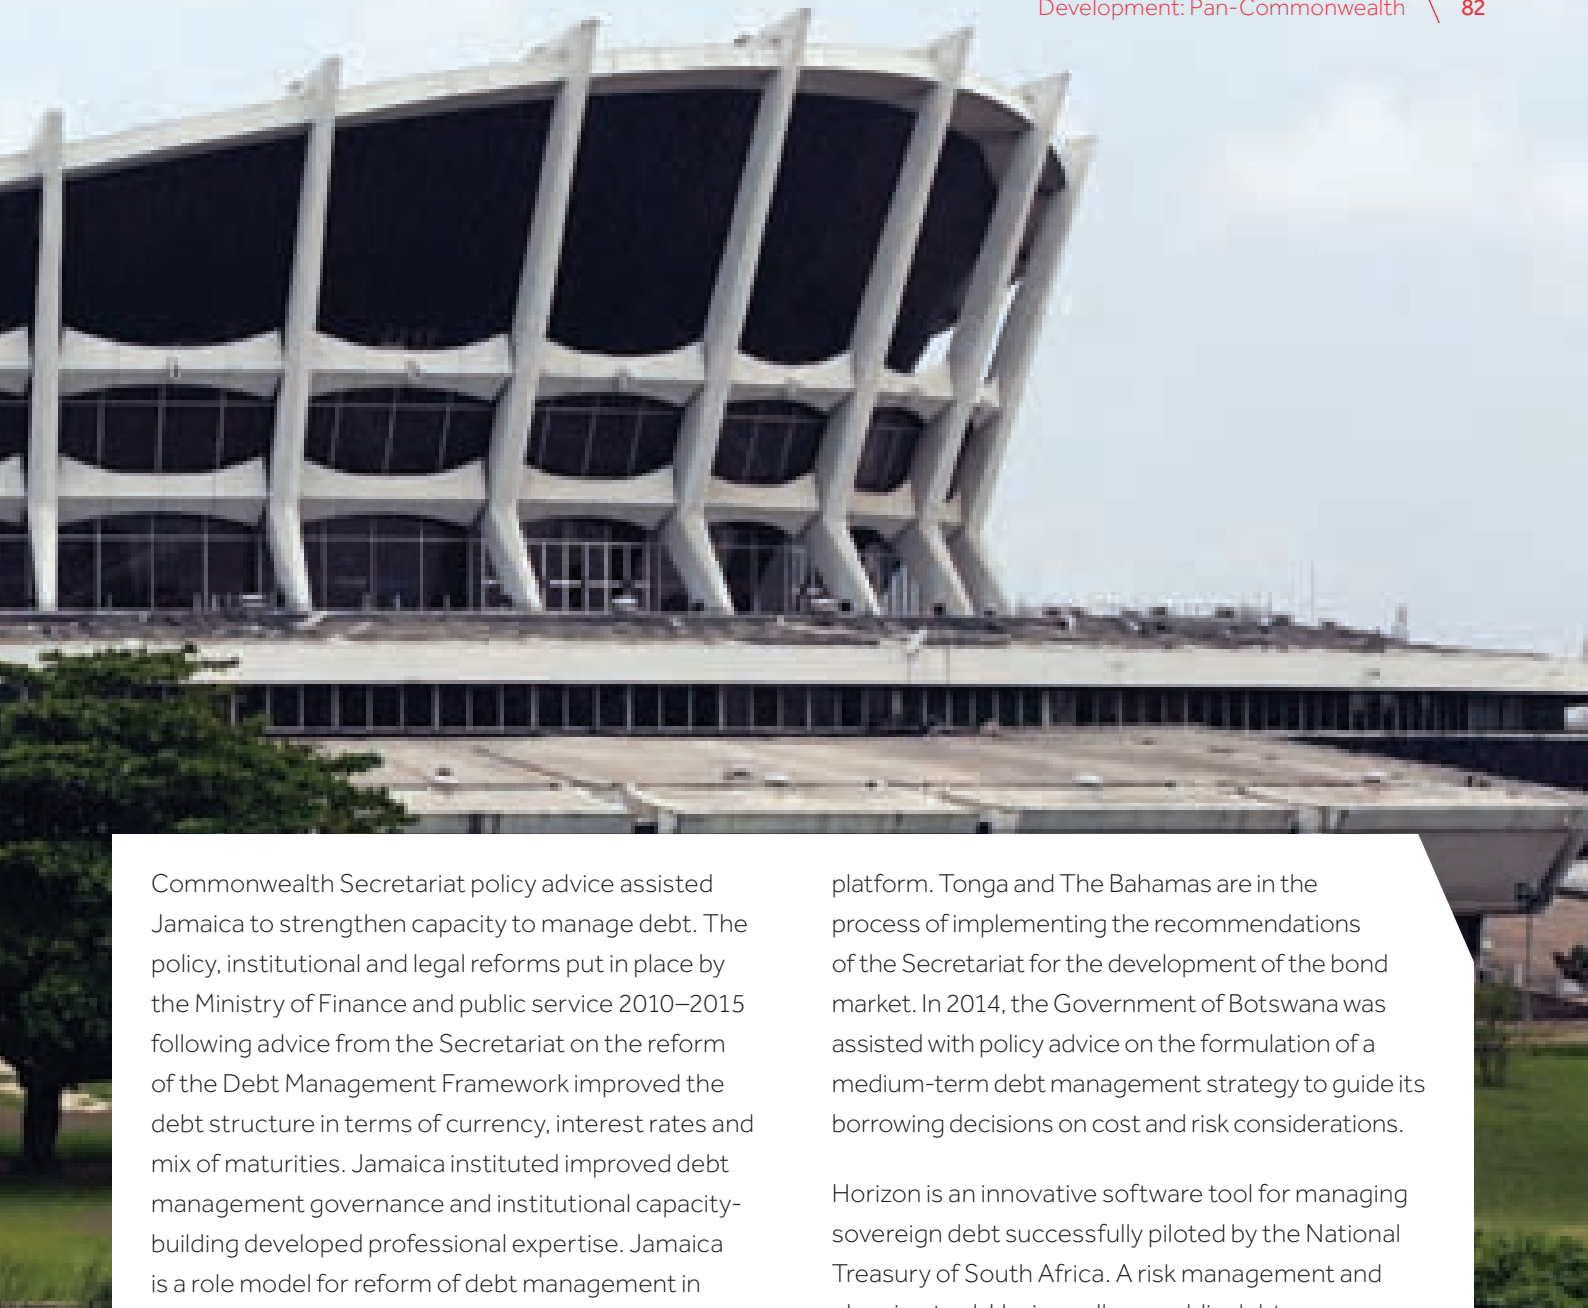 Development: Pan-Commonwealth \ 82
Commonwealth Secretariat policy advice assisted
Jamaica to strengthen capacity to manage debt. The
policy, institutional and legal reforms put in place by
the Ministry of Finance and public service 2010–2015
following advice from the Secretariat on the reform
of the Debt Management Framework improved the
debt structure in terms of currency, interest rates and
mix of maturities. Jamaica instituted improved debt
management governance and institutional capacity-
building developed professional expertise. Jamaica
is a role model for reform of debt management in
platform. Tonga and The Bahamas are in the
process of implementing the recommendations
of the Secretariat for the development of the bond
market. In 2014, the Government of Botswana was
assisted with policy advice on the formulation of a
medium-term debt management strategy to guide its
borrowing decisions on cost and risk considerations.
Horizon is an innovative software tool for managing
sovereign debt successfully piloted by the National
Treasury of South Africa. A risk management and